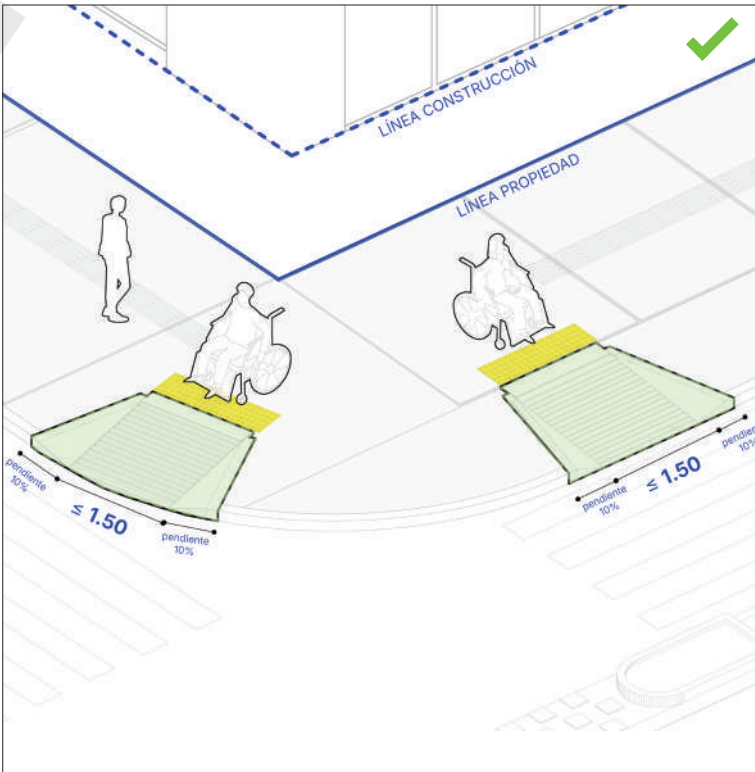 LÍNEA CONSTRUCCIÓN
LÍNEA PROPIEDAD
pendiente
10%
≤ 1.50
pendiente
10%
pendiente
10%
≤ 1.50
pendiente
10%